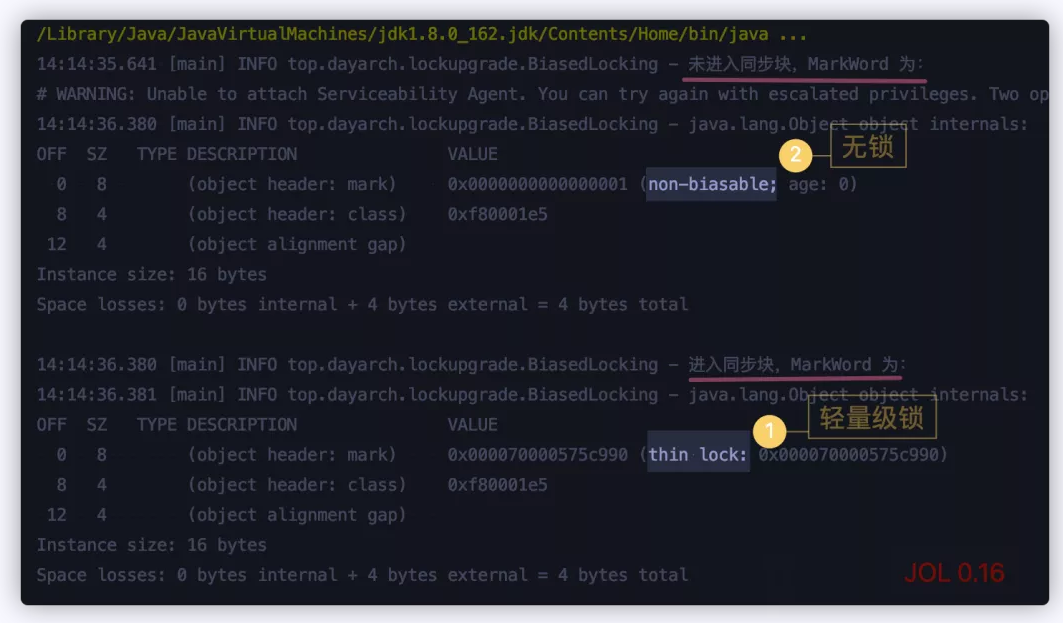 /Library/Java/JavaVirtualMachines/jdk1.8.0_162.jdk/Contents/Home/bin/java ...
14:14:35.641 [main] INFO top.dayarch.lockupgrade.BiasedLocking – 未进入同步块，MarkWord 为：
# WARNING: Unable to attach Serviceability Agent. You can try again with escalated privileges. Two op
14:14:36.380 [main] INFO top.dayarch.lockupgrade.BiasedLocking – java.lang.Object object internals:
OFF SZ TYPE DESCRIPTION VALUE
2 无锁
0 8 (object header: mark) 0x0000000000000001 (non-biasable; age: 0)
8 4 (object header: class) 0xf80001e5
12 4 (object alignment gap)
Instance size: 16 bytes
Space losses: 0 bytes internal + 4 bytes external = 4 bytes total
14:14:36.380 [main] INFO top.dayarch.lockupgrade.BiasedLocking – 进入同步块，MarkWord 为：
14:14:36.381 [main] INFO top.dayarch.lockupgrade.BiasedLocking – java.lang.Object object internals:
OFF SZ TYPE DESCRIPTION VALUE
1 轻量级锁
0 8 (object header: mark) 0x000070000575c990 (thin lock: 0x000070000575c990)
8 4 (object header: class) 0xf80001e5
12 4 (object alignment gap)
Instance size: 16 bytes
Space losses: 0 bytes internal + 4 bytes external = 4 bytes total
JOL 0.16